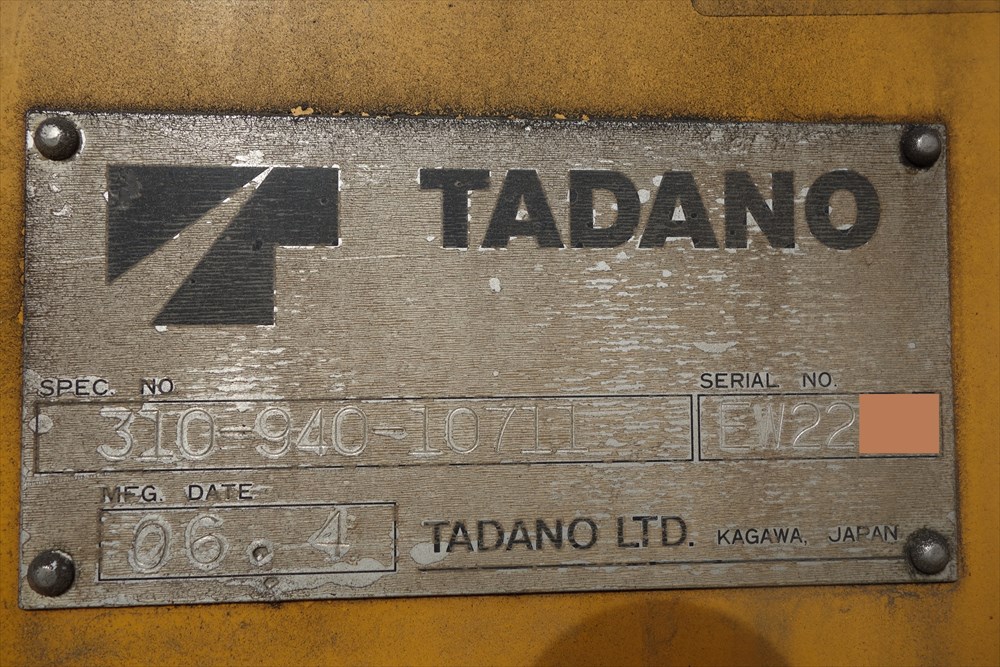 TADANO
SPEC. NO
SERIAL NO.
310-940-10711
EW22
MFG. DATE
06.4
TADANO LTD. KAGAWA, JAPAN